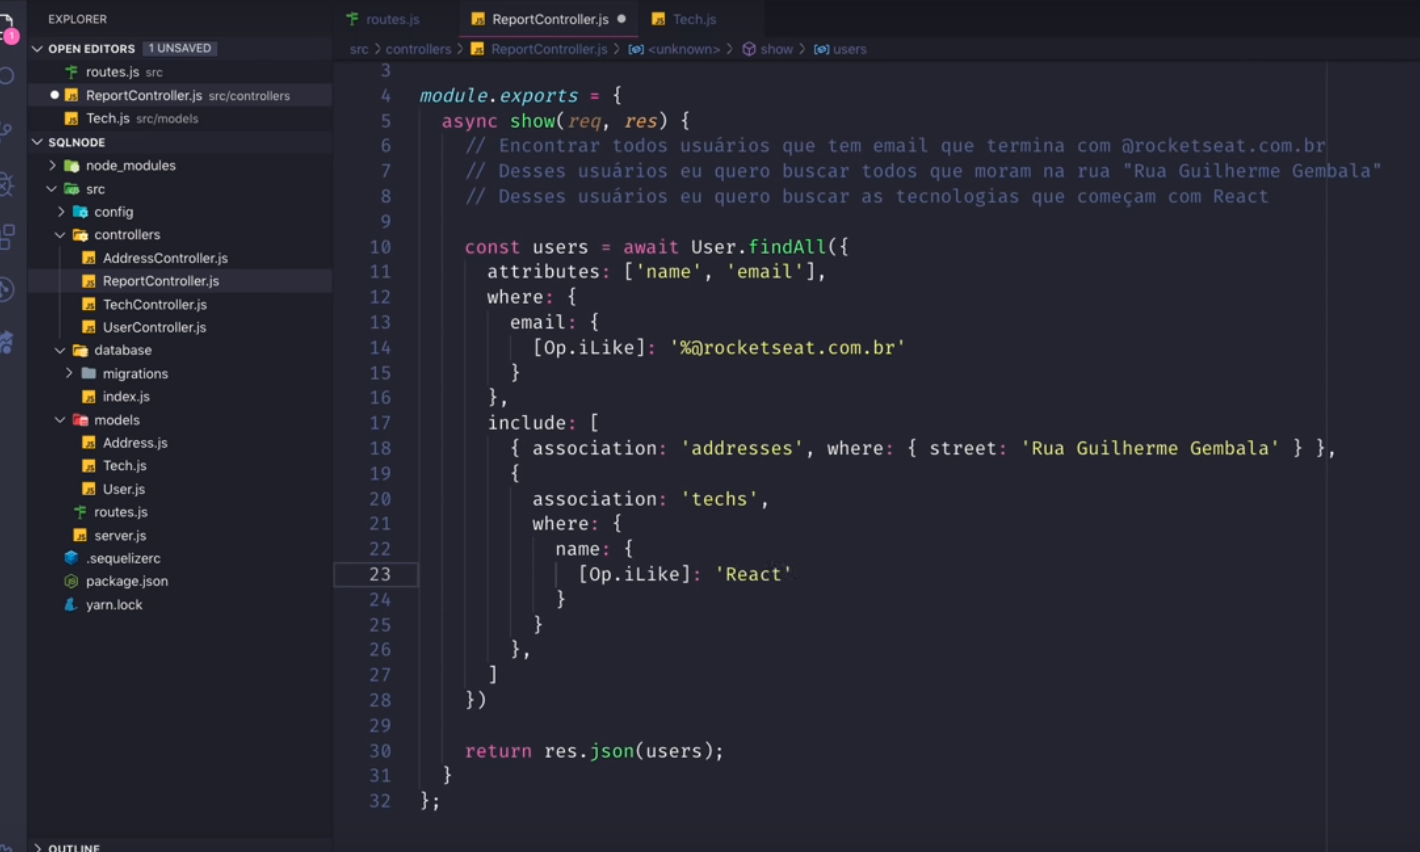 EXPLORER
OPEN EDITORS 1 UNSAVED
routes.js src
ReportController.js src/controllers
Tech.js src/models
SQLNODE
node_modules
src
config
controllers
AddressController.js
ReportController.js
TechController.js
UserController.js
database
migrations
index.js
models
Address.js
Tech.js
User.js
routes.js
server.js
.sequelizerc
package.json
yarn.lock
OUTLINE
1
routes.js ReportController.js Tech.js
src > controllers > ReportController.js > <unknown> > show > users
3
4 module.exports = {
5 async show(req, res) {
6 // Encontrar todos usuários que tem email que termina com @rocketseat.com.br
7 // Desses usuários eu quero buscar todos que moram na rua "Rua Guilherme Gembala"
8 // Desses usuários eu quero buscar as tecnologias que começam com React
9
10 const users = await User.findAll({
11 attributes: ['name', 'email'],
12 where: {
13 email: {
14 [Op.iLike]: '%@rocketseat.com.br'
15 }
16 },
17 include: [
18 { association: 'addresses', where: { street: 'Rua Guilherme Gembala' } },
19 {
20 association: 'techs',
21 where: {
22 name: {
23 [Op.iLike]: 'React'
24 }
25 }
26 },
27 ]
28 })
29
30 return res.json(users);
31 }
32 };